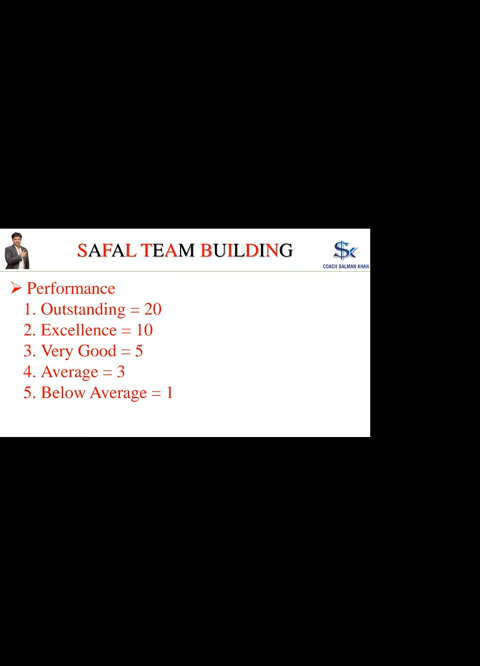 SAFAL TEAM BUILDING
COACH SALMAN KHAN
➢ Performance
1. Outstanding = 20
2. Excellence = 10
3. Very Good = 5
4. Average = 3
5. Below Average = 1